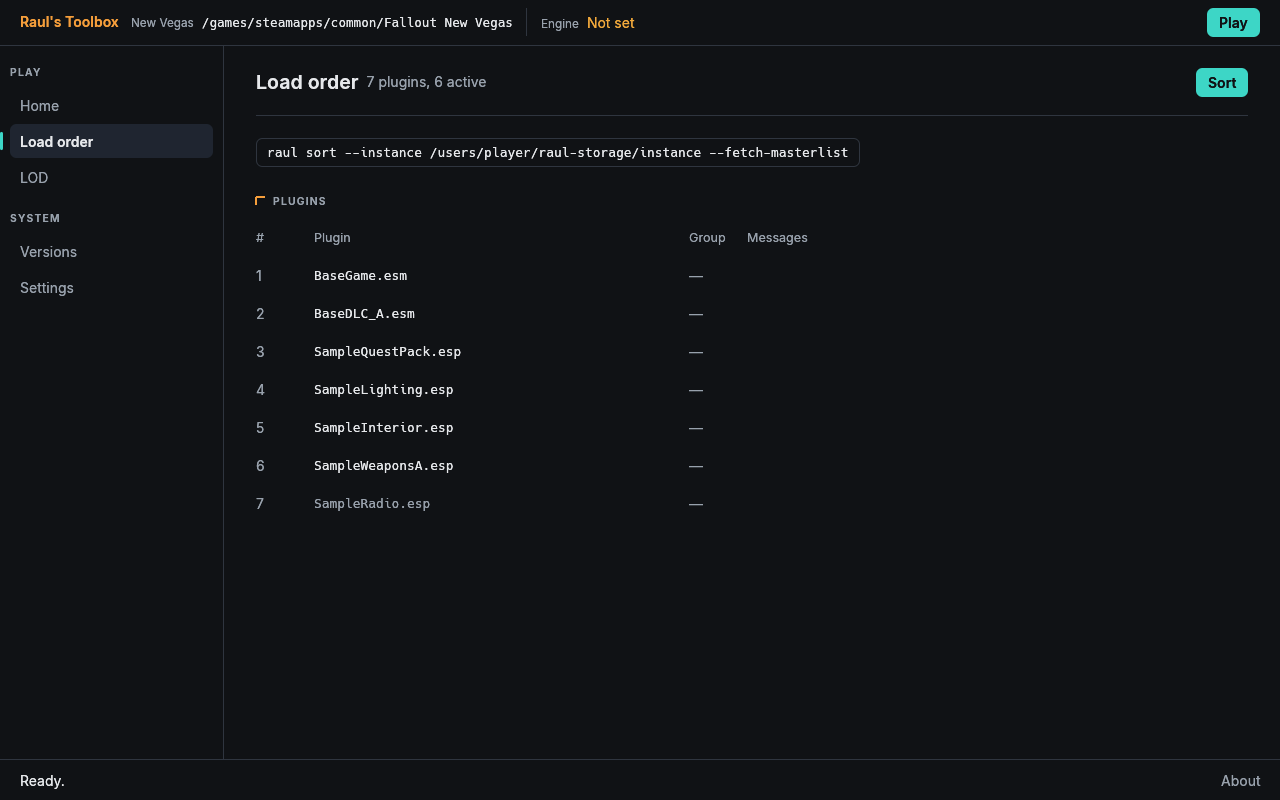 Raul's Toolbox New Vegas /games/steamapps/common/Fallout New Vegas Engine Not set Play
PLAY
Home
Load order
LOD
SYSTEM
Versions
Settings
Load order 7 plugins, 6 active Sort
raul sort --instance /users/player/raul-storage/instance --fetch-masterlist
PLUGINS
# Plugin Group Messages
1 BaseGame.esm —
2 BaseDLC_A.esm —
3 SampleQuestPack.esp —
4 SampleLighting.esp —
5 SampleInterior.esp —
6 SampleWeaponsA.esp —
7 SampleRadio.esp —
Ready. About